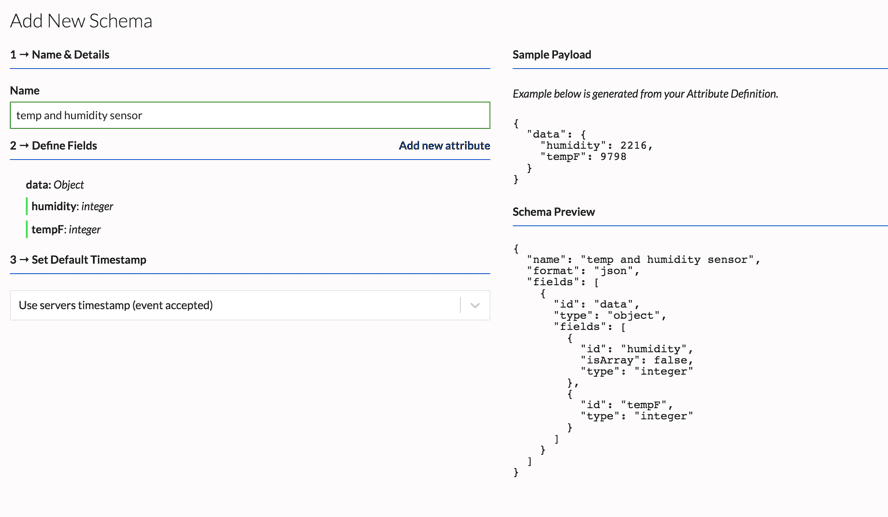 Add New Schema
1 → Name & Details
Name
temp and humidity sensor
2 → Define Fields
Add new attribute
data: Object
humidity: integer
tempF: integer
3 → Set Default Timestamp
Use servers timestamp (event accepted)
Sample Payload
Example below is generated from your Attribute Definition.
{
  "data": {
    "humidity": 2216,
    "tempF": 9798
  }
}
Schema Preview
{
  "name": "temp and humidity sensor",
  "format": "json",
  "fields": [
    {
      "id": "data",
      "type": "object",
      "fields": [
        {
          "id": "humidity",
          "isArray": false,
          "type": "integer"
        },
        {
          "id": "tempF",
          "type": "integer"
        }
      ]
    }
  ]
}